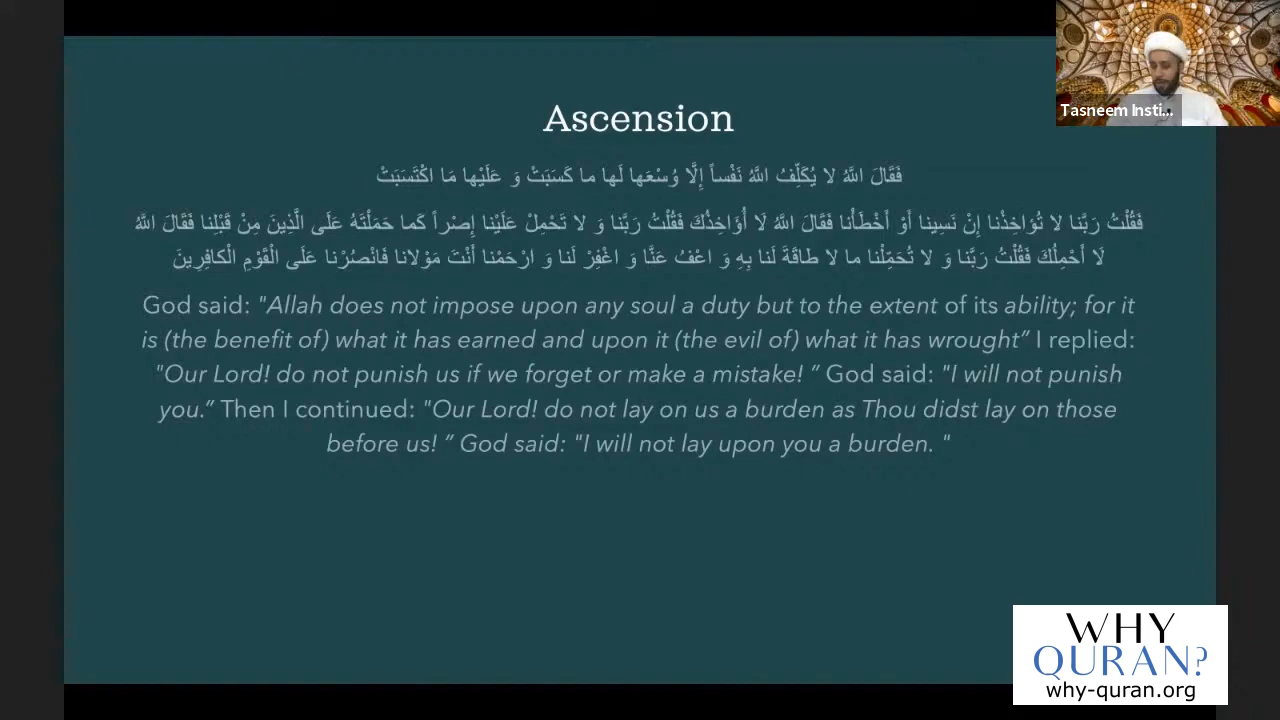 Tasneem Insti...
Ascension
فَقَالَ اللَّهُ لا يُكَلِّفُ اللَّهُ نَفْساً إِلَّا وُسْعَها لَها ما كَسَبَتْ وَ عَلَيْها مَا اكْتَسَبَتْ
فَقُلْتُ رَبَّنا لا تُؤاخِذْنا إِنْ نَسِينا أَوْ أَخْطَأْنا فَقَالَ اللَّهُ لَا أُؤَاخِذُكَ فَقُلْتُ رَبَّنا وَ لا تَحْمِلْ عَلَيْنا إِصْراً كَما حَمَلْتَهُ عَلَى الَّذِينَ مِنْ قَبْلِنا فَقَالَ اللَّهُ
لَا أَحْمِلُكَ فَقُلْتُ رَبَّنا وَ لا تُحَمِّلْنا ما لا طاقَةَ لَنا بِهِ وَ اعْفُ عَنَّا وَ اغْفِرْ لَنا وَ ارْحَمْنا أَنْتَ مَوْلانا فَانْصُرْنا عَلَى الْقَوْمِ الْكافِرِينَ
God said: "Allah does not impose upon any soul a duty but to the extent of its ability; for it
is (the benefit of) what it has earned and upon it (the evil of) what it has wrought” I replied:
"Our Lord! do not punish us if we forget or make a mistake! ” God said: "I will not punish
you.” Then I continued: "Our Lord! do not lay on us a burden as Thou didst lay on those
before us! ” God said: "I will not lay upon you a burden. "
WHY
QURAN?
why-quran.org